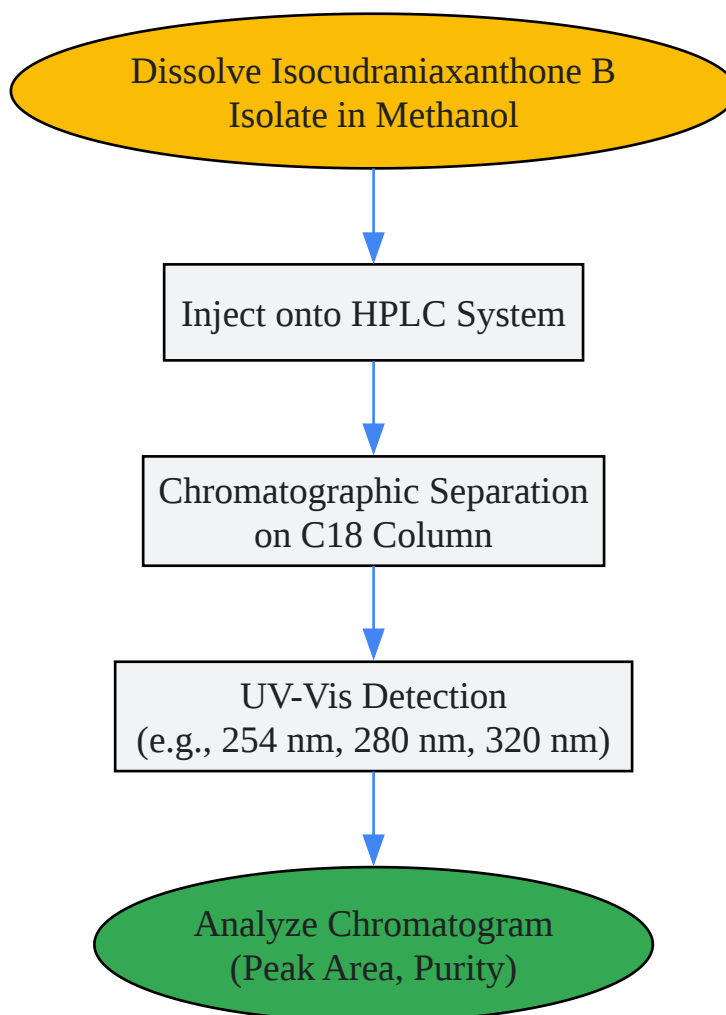 Dissolve Isocudraniaxanthone B
Isolate in Methanol
Inject onto HPLC System
Chromatographic Separation
on C18 Column
UV-Vis Detection
(e.g., 254 nm, 280 nm, 320 nm)
Analyze Chromatogram
(Peak Area, Purity)